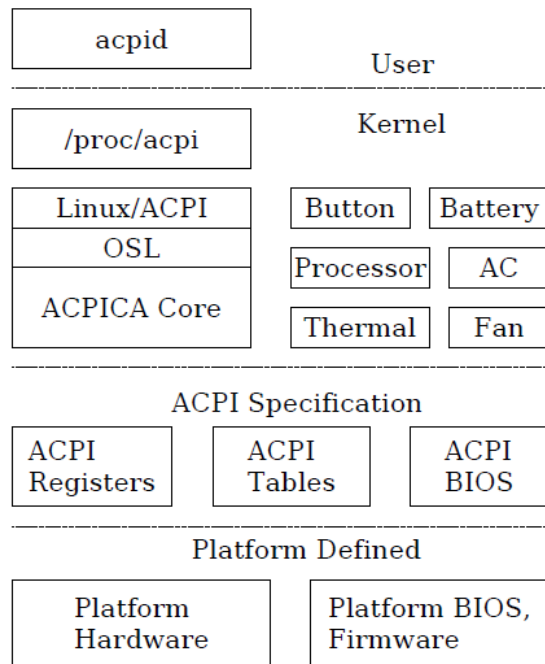 acpid
User
Kernel
/proc/acpi
Linux/ACPI
OSL
ACPICA Core
Button
Battery
Processor
AC
Thermal
Fan
ACPI Specification
ACPI
Registers
ACPI
Tables
ACPI
BIOS
Platform Defined
Platform
Hardware
Platform BIOS,
Firmware